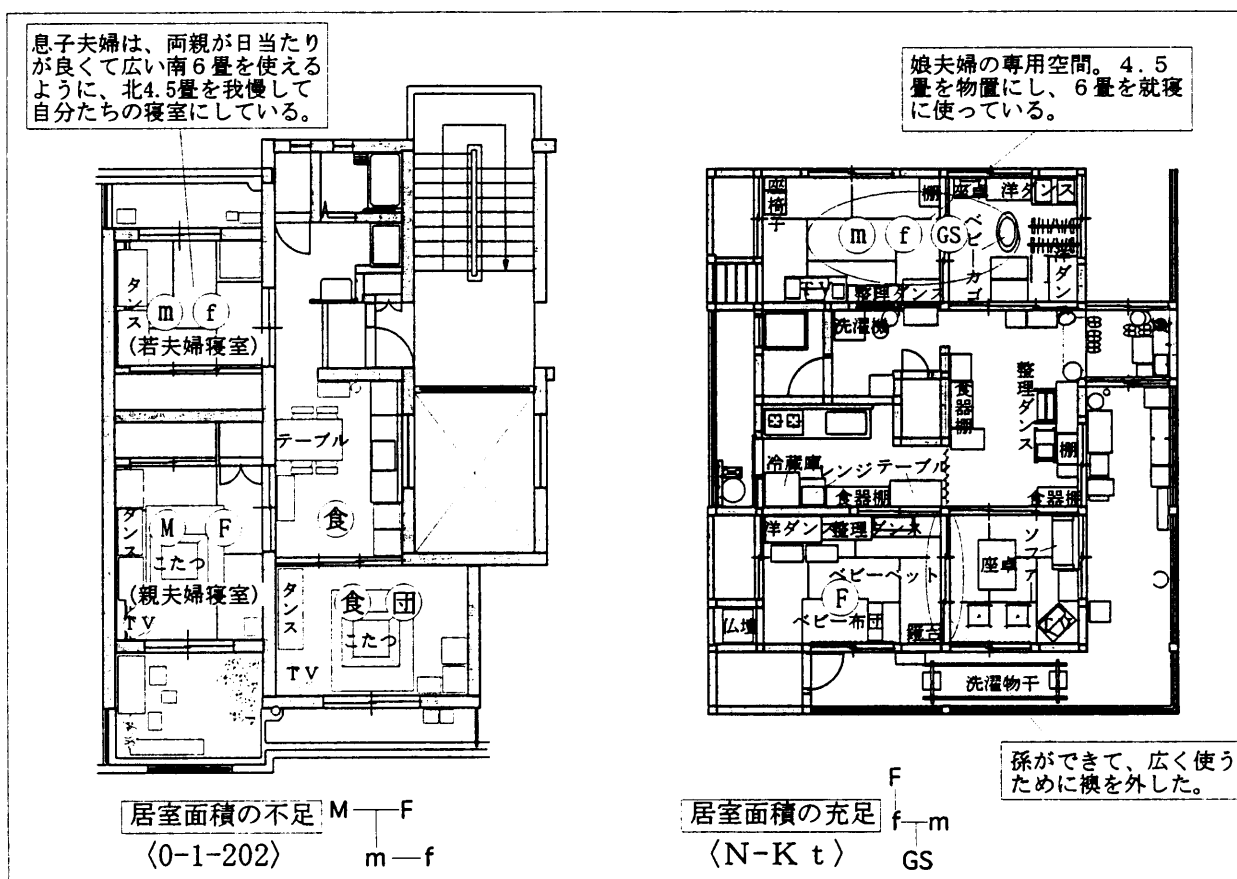 息子夫婦は、両親が日当たり
が良くて広い南６畳を使える
ように、北4.5畳を我慢して
自分たちの寝室にしている。
タンス
m f
(若夫婦寝室)
テーブル
食
タンス
M F
こたつ
(親夫婦寝室)
TV
タンス
食 団
こたつ
TV
居室面積の不足
M F
m f
〈0-1-202〉
娘夫婦の専用空間。４.５
畳を物置にし、６畳を就寝
に使っている。
座椅子
棚
座卓
洋ダンス
m f GS
ベビーカゴ
洋ダン
TV
整理ダンス
洗濯機
食器棚
整理ダンス
棚
冷蔵庫
レンジ
テーブル
食器棚
食器棚
洋ダンス
整理ダンス
ベビーベット
F
ベビー布団
座卓
ソファ
仏壇
洗濯物干
孫ができて、広く使う
ために襖を外した。
居室面積の充足
F
f m
GS
〈N-Kｔ〉